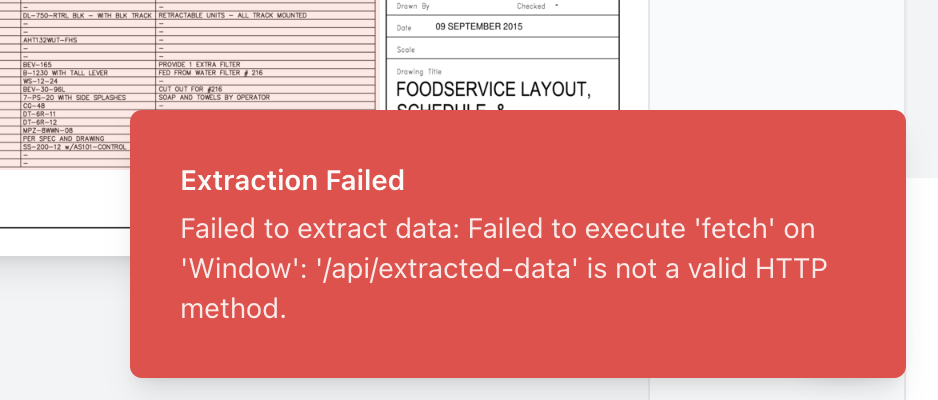 Drawn By Checked -
DL-750-RTRL BLK - WITH BLK TRACK RETRACTABLE UNITS - ALL TRACK MOUNTED
Date 09 SEPTEMBER 2015
AHT132WUT-FHS
Scale
BEV-165 PROVIDE 1 EXTRA FILTER
B-1230 WITH TALL LEVER FED FROM WATER FILTER # 216
Drawing Title
WS-12-24
BEV-30-96L CUT OUT FOR #216
7-PS-20 WITH SIDE SPLASHES SOAP AND TOWELS BY OPERATOR
FOODSERVICE LAYOUT,
SCHEDULE, &
CG-48
DT-6R-11
DT-6R-12
MPZ-8WWN-08
PER SPEC AND DRAWING
SS-200-12 w/AS101-CONTROL
Extraction Failed
Failed to extract data: Failed to execute 'fetch' on
'Window': '/api/extracted-data' is not a valid HTTP
method.